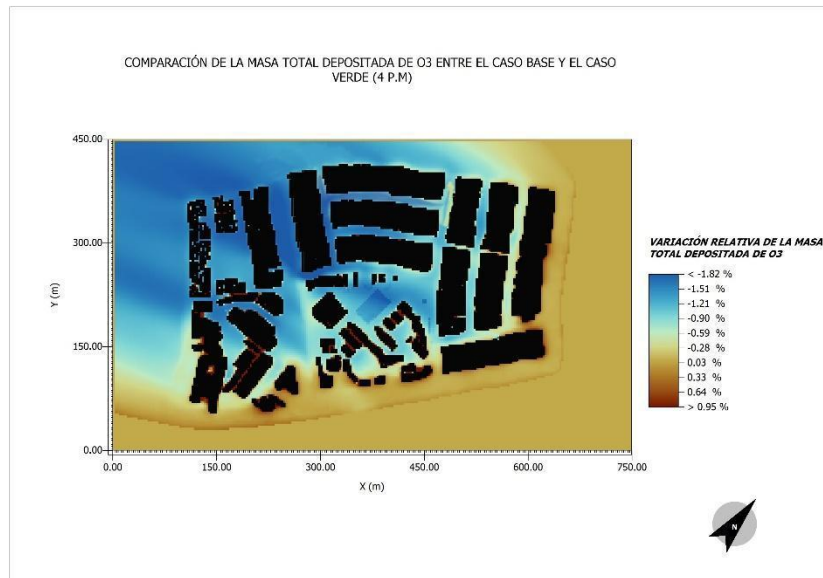 COMPARACIÓN DE LA MASA TOTAL DEPOSITADA DE O3 ENTRE EL CASO BASE Y EL CASO
VERDE (4 P.M)
450.00
300.00
150.00
0.00
Y (m)
0.00 150.00 300.00 450.00 600.00 750.00
X (m)
VARIACIÓN RELATIVA DE LA MASA
TOTAL DEPOSITADA DE O3
< -1.82 %
-1.51 %
-1.21 %
-0.90 %
-0.59 %
-0.28 %
0.03 %
0.33 %
0.64 %
> 0.95 %
N